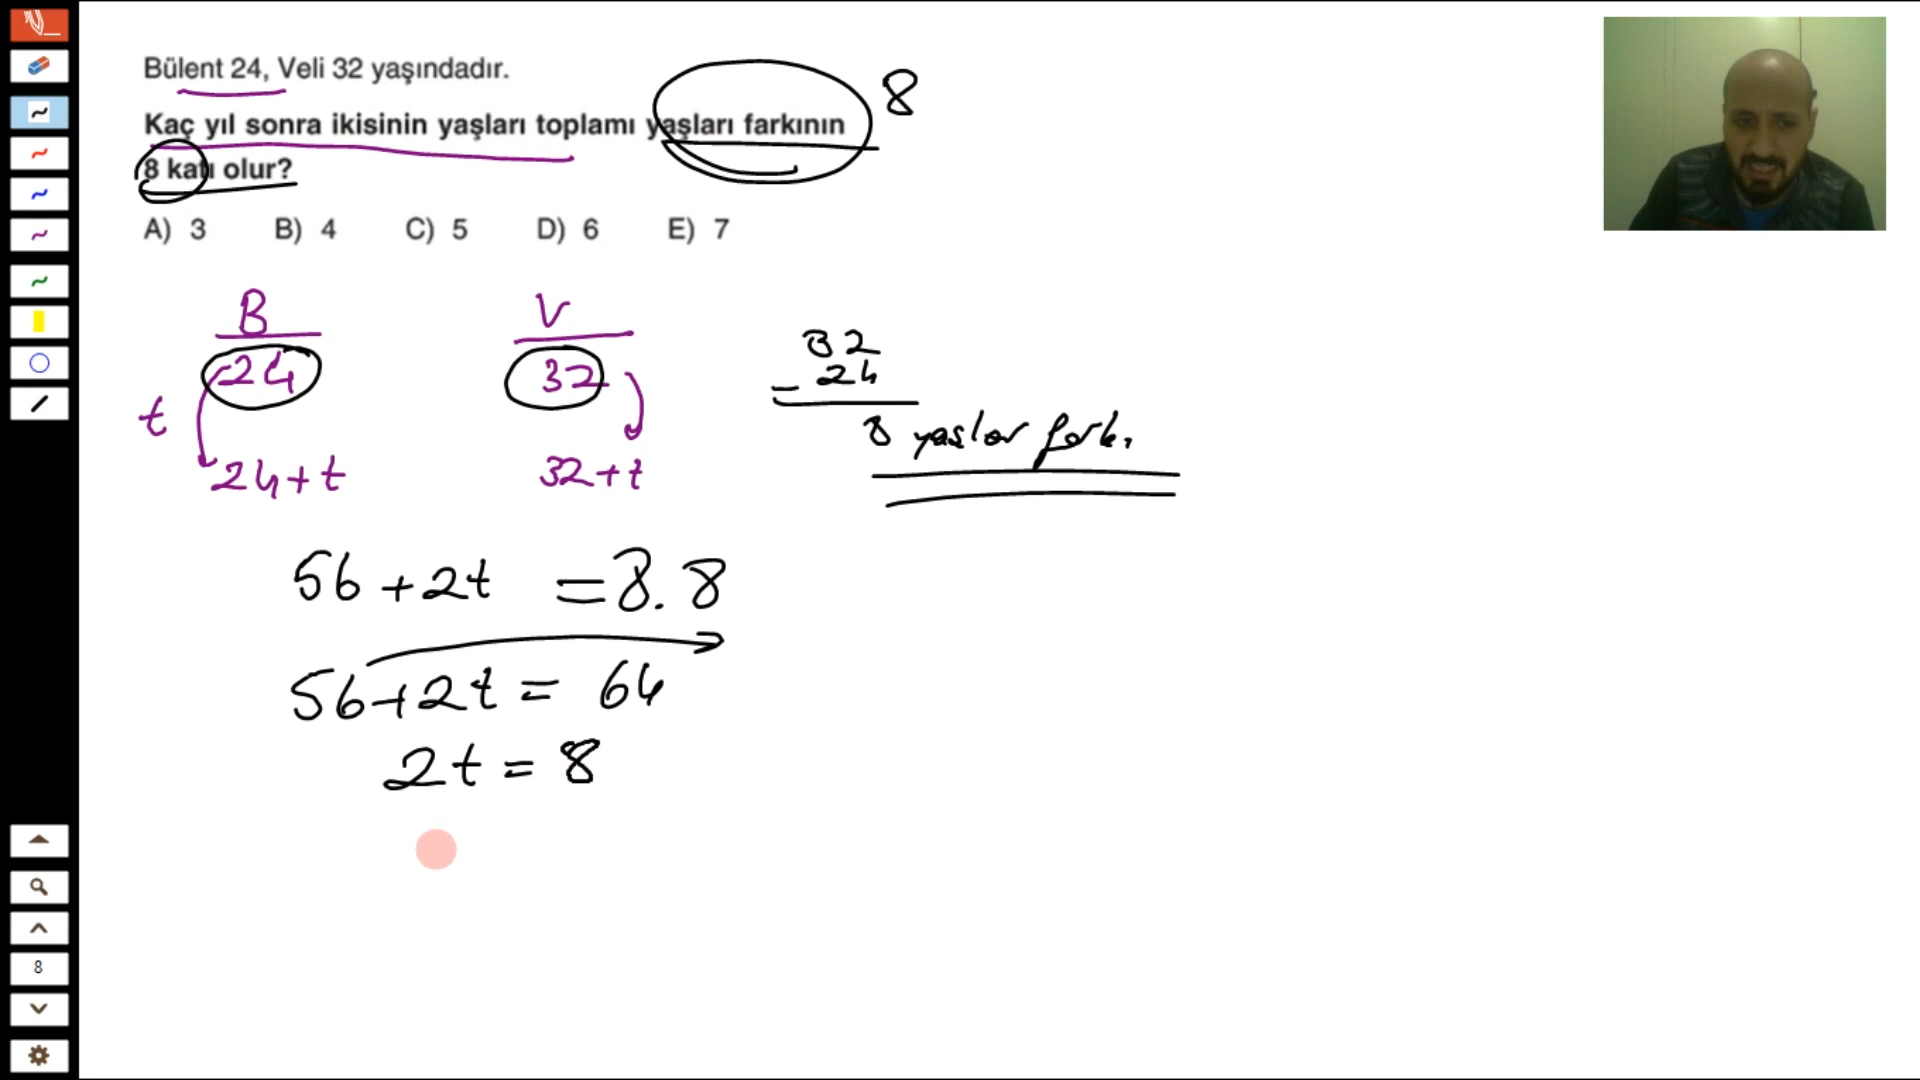 Bülent 24, Veli 32 yaşındadır.
8
Kaç yıl sonra ikisinin yaşları toplamı yaşları farkının
8 katı olur?
A) 3 B) 4 C) 5 D) 6 E) 7
B V
24 32
32
- 24
8 yaşlar farkı
t
24+t 32+t
56+2t = 8.8
56+2t = 64
2t = 8
8